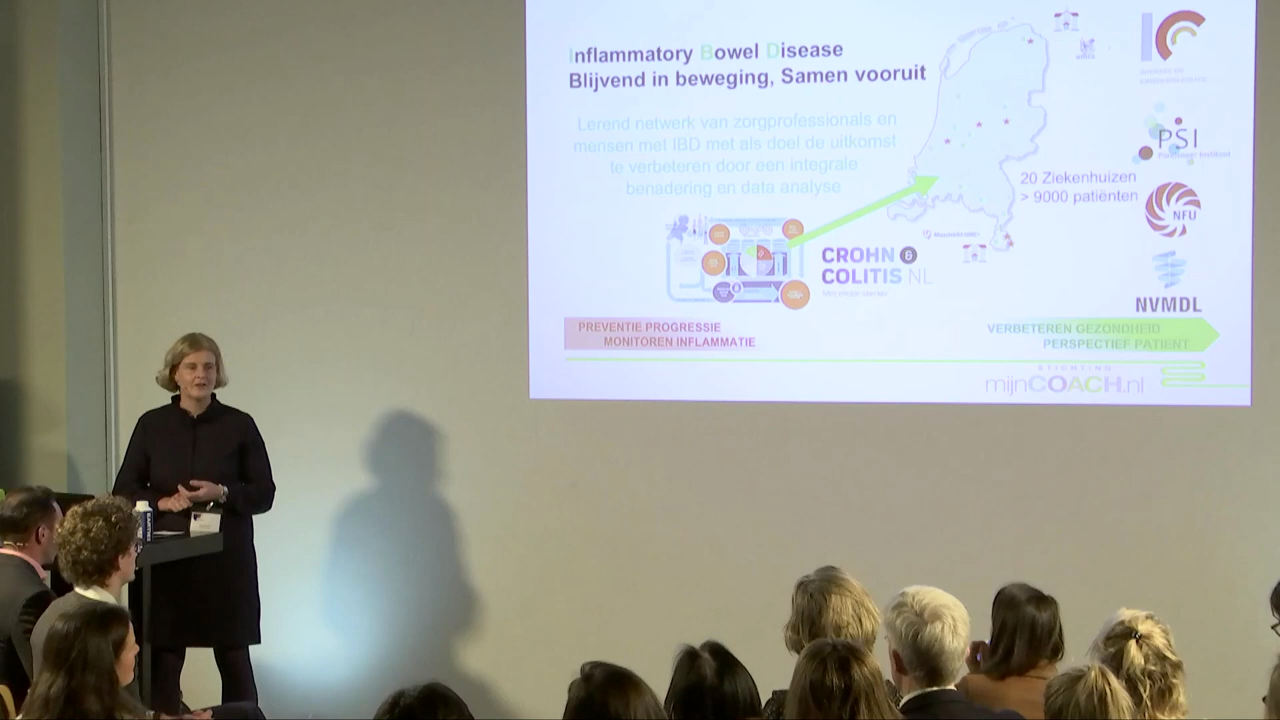 Inflammatory Bowel Disease
Blijvend in beweging, Samen vooruit
Lerend netwerk van zorgprofessionals en
mensen met IBD met als doel de uitkomst
te verbeteren door een integrale
benadering en data analyse
20 Ziekenhuizen
> 9000 patiënten
CROHN &
COLITIS NL
PSI
NFU
NVMDL
PREVENTIE PROGRESSIE
MONITOREN INFLAMMATIE
VERBETEREN GEZONDHEID
PERSPECTIEF PATIENT
STICHTING
mijnCOACH.nl